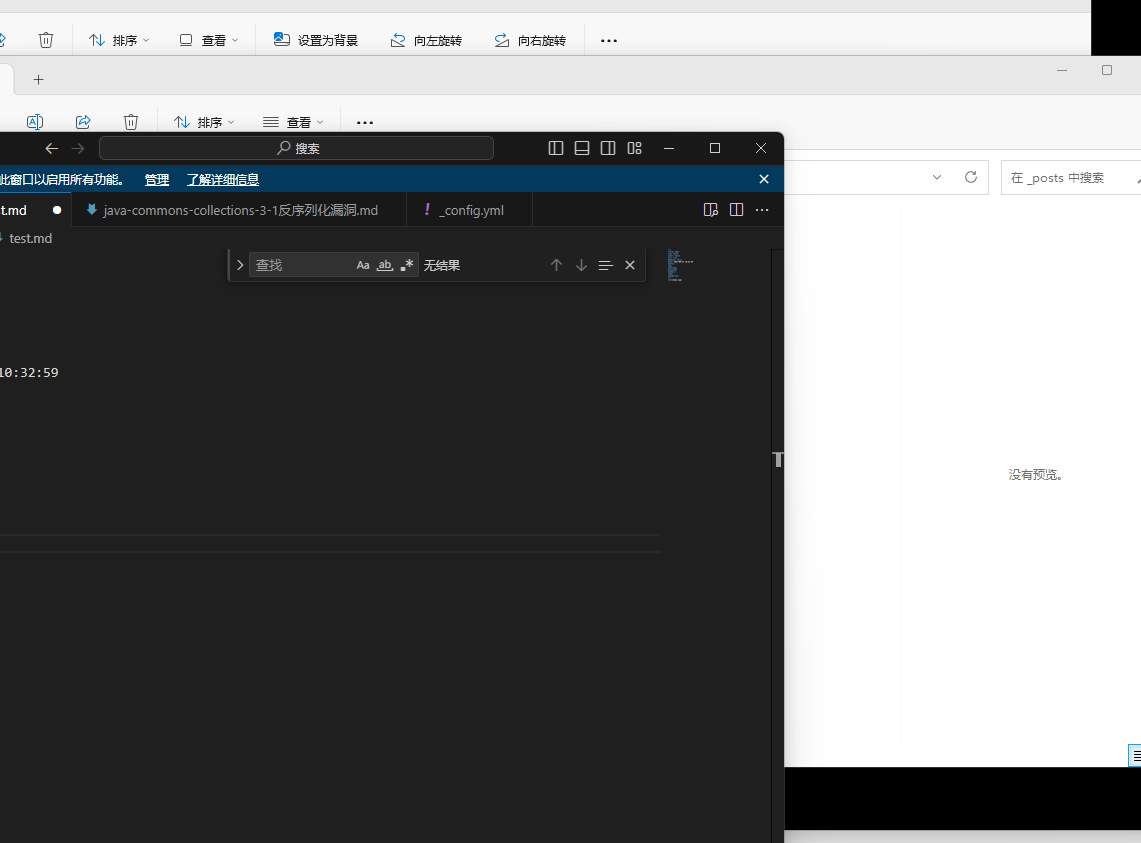 排序 查看 设置为背景 向左旋转 向右旋转
排序 查看
搜索
此窗口以启用所有功能。 管理 了解详细信息
在 _posts 中搜索
t.md java-commons-collections-3-1反序列化漏洞.md ! _config.yml
test.md
查找 Aa ab 无结果
10:32:59
没有预览。